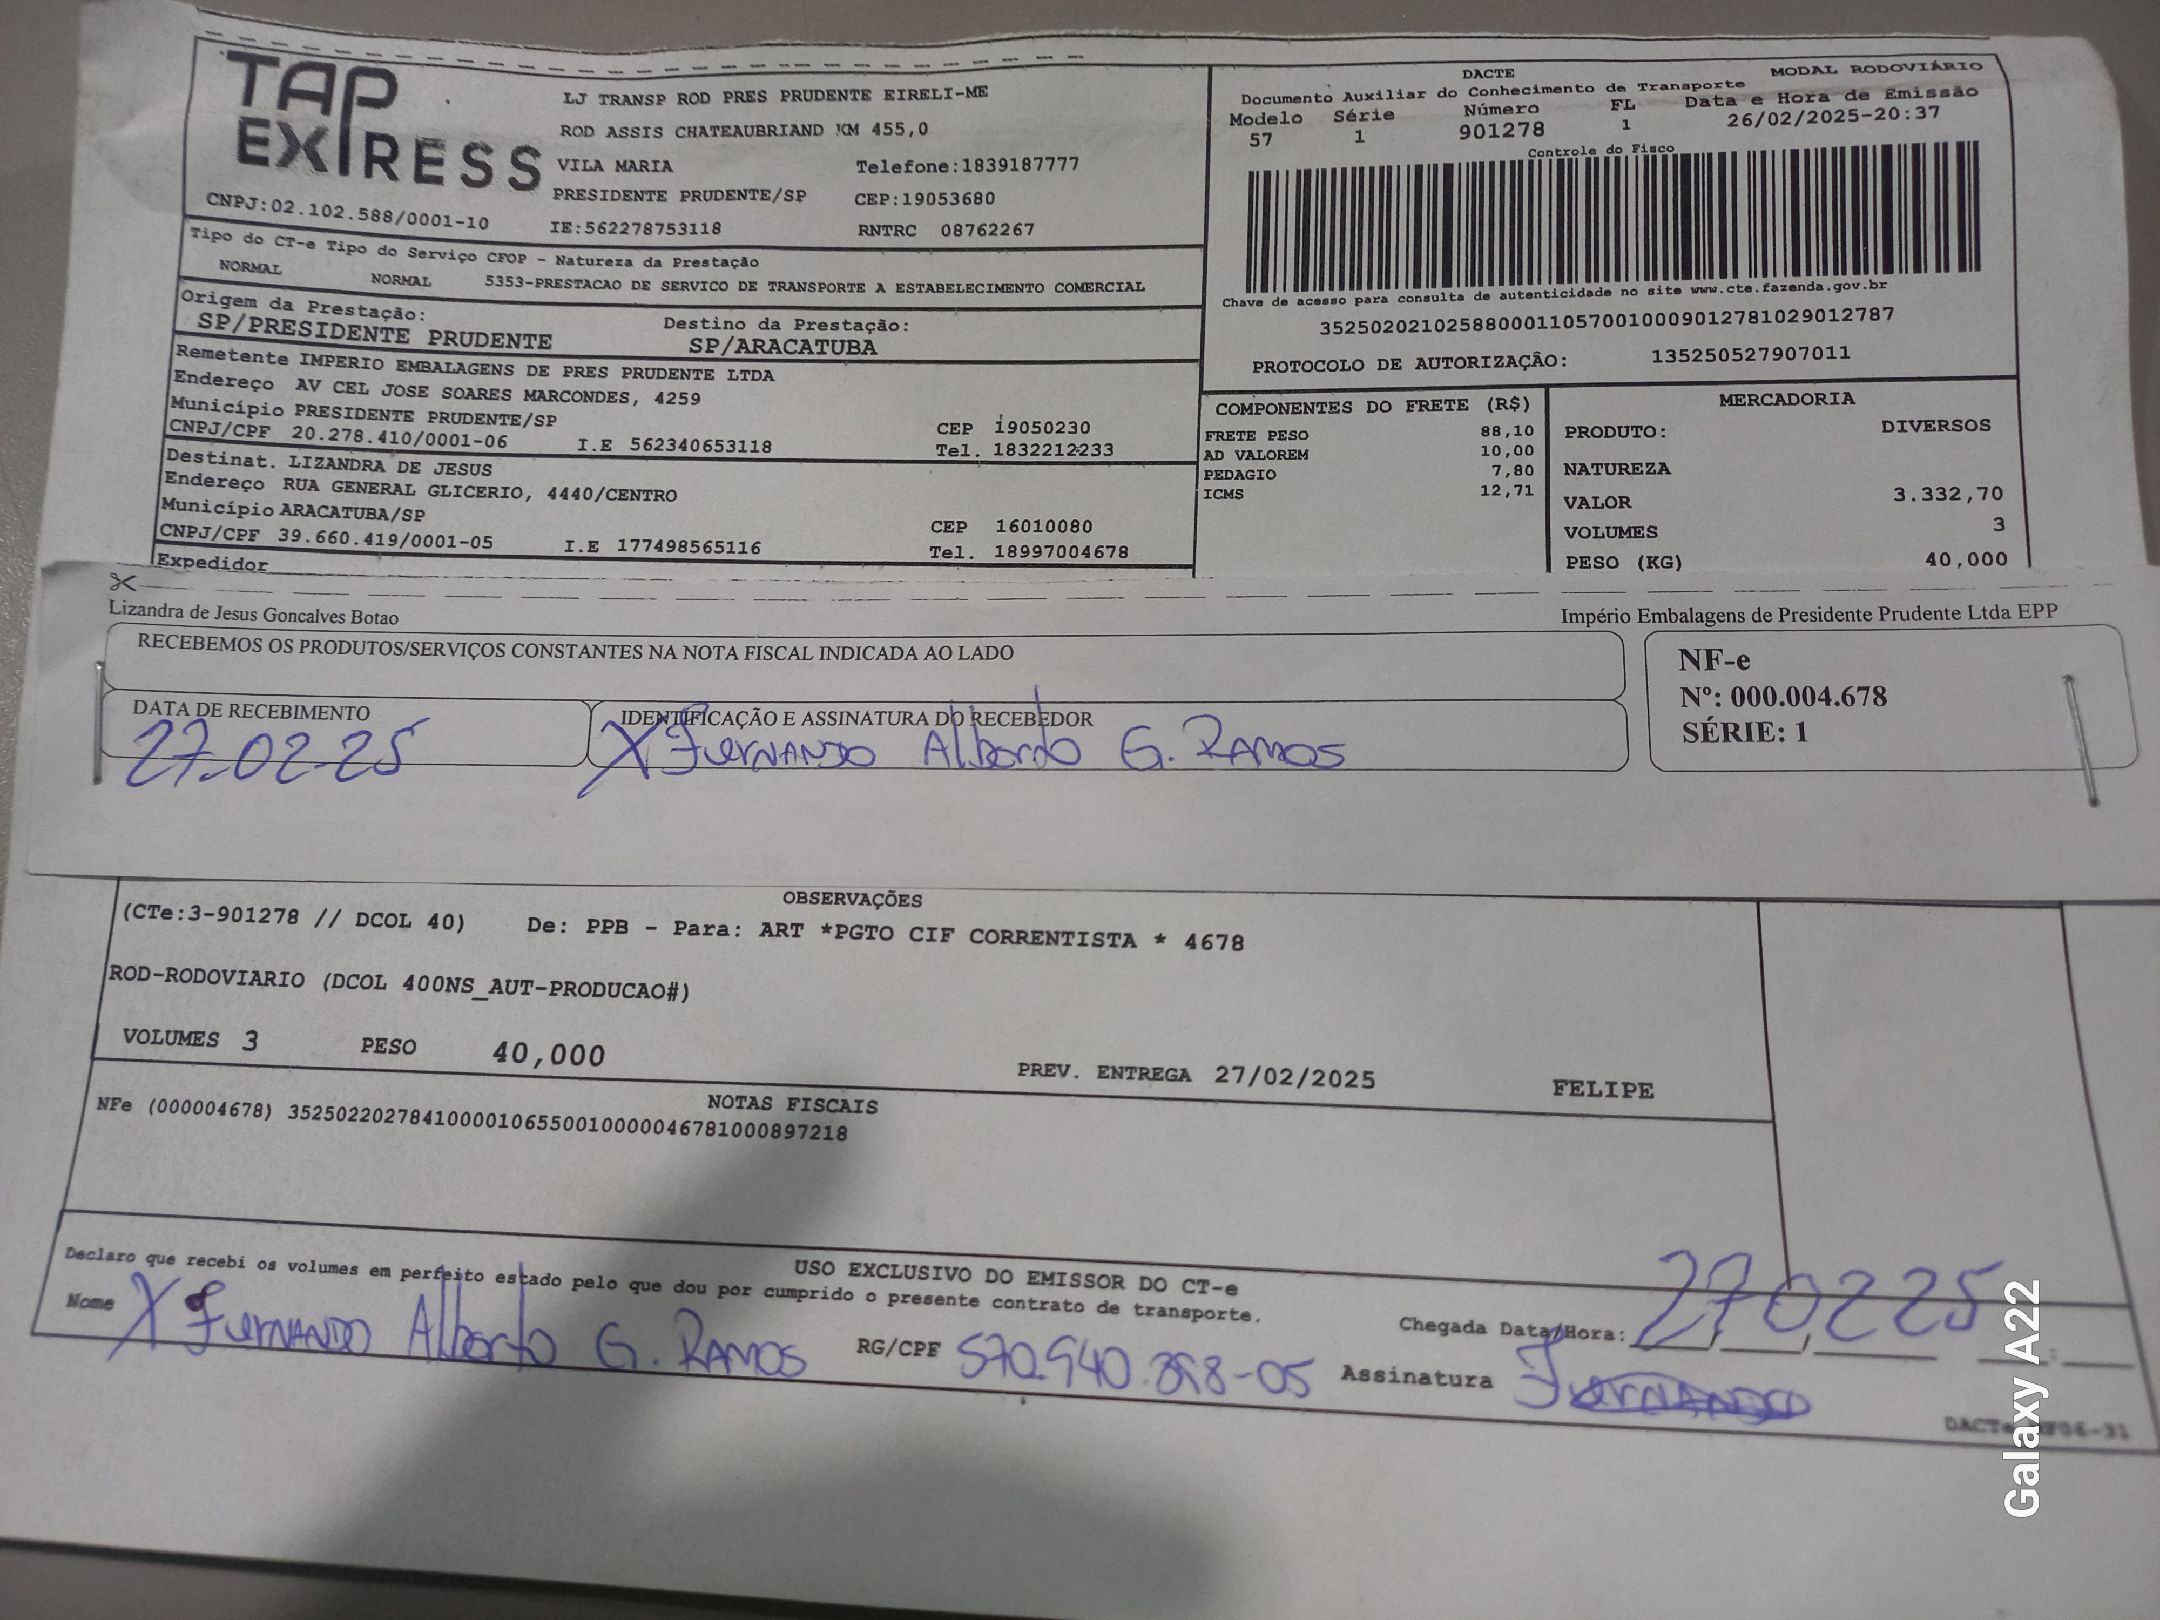 TAP EXPRESS
LJ TRANSP ROD PRES PRUDENTE EIRELI-ME
ROD ASSIS CHATEAUBRIAND KM 455,0
VILA MARIA Telefone:1839187777
PRESIDENTE PRUDENTE/SP CEP:19053680
CNPJ:02.102.588/0001-10 IE:562278753118 RNTRC 08762267
Tipo do CT-e Tipo do Serviço CFOP - Natureza da Prestação
NORMAL NORMAL 5353-PRESTACAO DE SERVICO DE TRANSPORTE A ESTABELECIMENTO COMERCIAL
Origem da Prestação: Destino da Prestação:
SP/PRESIDENTE PRUDENTE SP/ARACATUBA
Remetente IMPERIO EMBALAGENS DE PRES PRUDENTE LTDA
Endereço AV CEL JOSE SOARES MARCONDES, 4259
Município PRESIDENTE PRUDENTE/SP CEP 19050230
CNPJ/CPF 20.278.410/0001-06 I.E 562340653118 Tel. 1832212233
Destinat. LIZANDRA DE JESUS
Endereço RUA GENERAL GLICERIO, 4440/CENTRO
Município ARACATUBA/SP CEP 16010080
CNPJ/CPF 39.660.419/0001-05 I.E 177498565116 Tel. 18997004678
Expedidor
DACTE MODAL RODOVIÁRIO
Documento Auxiliar do Conhecimento de Transporte
Modelo Série Número FL Data e Hora de Emissão
57 1 901278 1 26/02/2025-20:37
Controle do Fisco
Chave de acesso para consulta de autenticidade no site www.cte.fazenda.gov.br
35250202102588000110570010009012781029012787
PROTOCOLO DE AUTORIZAÇÃO: 135250527907011
COMPONENTES DO FRETE (R$)
FRETE PESO 88,10
AD VALOREM 10,00
PEDAGIO 7,80
ICMS 12,71
MERCADORIA
PRODUTO: DIVERSOS
NATUREZA
VALOR 3.332,70
VOLUMES 3
PESO (KG) 40,000
Lizandra de Jesus Goncalves Botao Império Embalagens de Presidente Prudente Ltda EPP
RECEBEMOS OS PRODUTOS/SERVIÇOS CONSTANTES NA NOTA FISCAL INDICADA AO LADO
DATA DE RECEBIMENTO IDENTIFICAÇÃO E ASSINATURA DO RECEBEDOR
27.02.25 X Fernando Alberto G. Ramos
NF-e
Nº: 000.004.678
SÉRIE: 1
OBSERVAÇÕES
(CTe:3-901278 // DCOL 40) De: PPB - Para: ART *PGTO CIF CORRENTISTA * 4678
ROD-RODOVIARIO (DCOL 400NS_AUT-PRODUCAO#)
VOLUMES 3 PESO 40,000 PREV. ENTREGA 27/02/2025 FELIPE
NOTAS FISCAIS
NFe (000004678) 35250220278410000106550010000046781000897218
USO EXCLUSIVO DO EMISSOR DO CT-e
Declaro que recebi os volumes em perfeito estado pelo que dou por cumprido o presente contrato de transporte.
Chegada Data/Hora: 27 02 25
Nome X Fernando Alberto G. Ramos RG/CPF 570.940.898-05 Assinatura Fernando
Galaxy A22